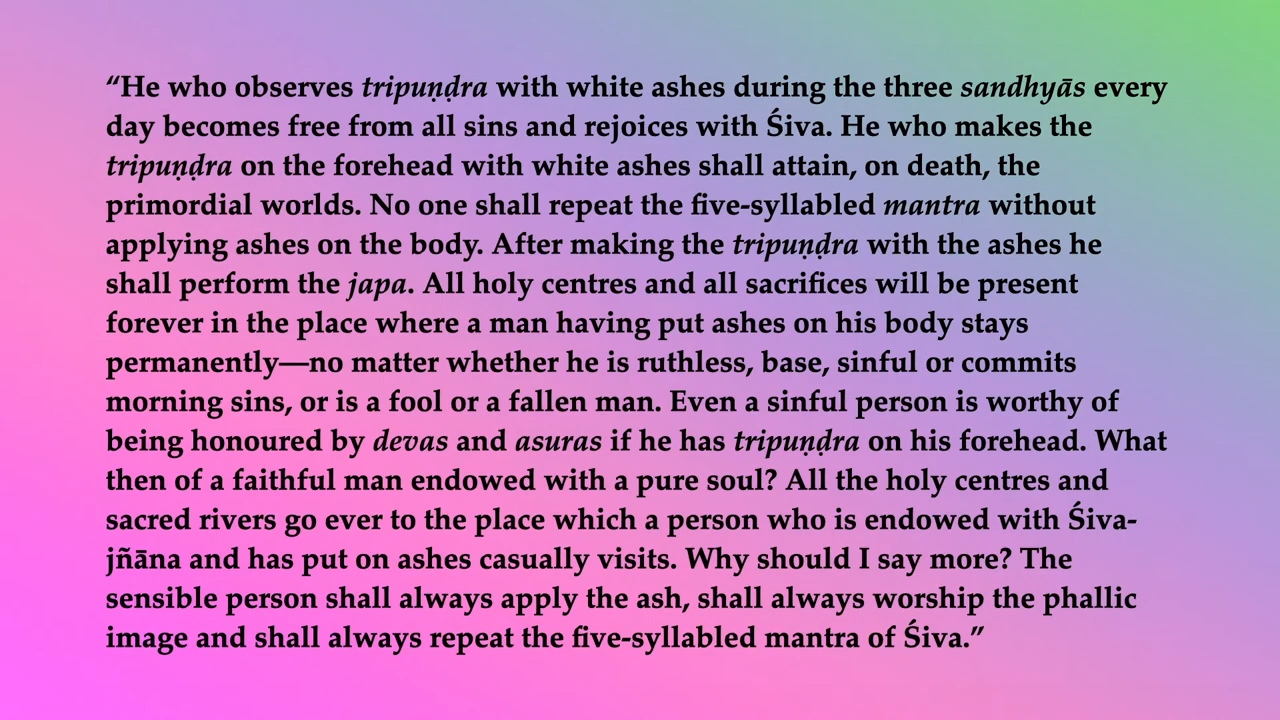 “He who observes tripuṇḍra with white ashes during the three sandhyās every
day becomes free from all sins and rejoices with Śiva. He who makes the
tripuṇḍra on the forehead with white ashes shall attain, on death, the
primordial worlds. No one shall repeat the five-syllabled mantra without
applying ashes on the body. After making the tripuṇḍra with the ashes he
shall perform the japa. All holy centres and all sacrifices will be present
forever in the place where a man having put ashes on his body stays
permanently—no matter whether he is ruthless, base, sinful or commits
morning sins, or is a fool or a fallen man. Even a sinful person is worthy of
being honoured by devas and asuras if he has tripuṇḍra on his forehead. What
then of a faithful man endowed with a pure soul? All the holy centres and
sacred rivers go ever to the place which a person who is endowed with Śiva-
jñāna and has put on ashes casually visits. Why should I say more? The
sensible person shall always apply the ash, shall always worship the phallic
image and shall always repeat the five-syllabled mantra of Śiva.”